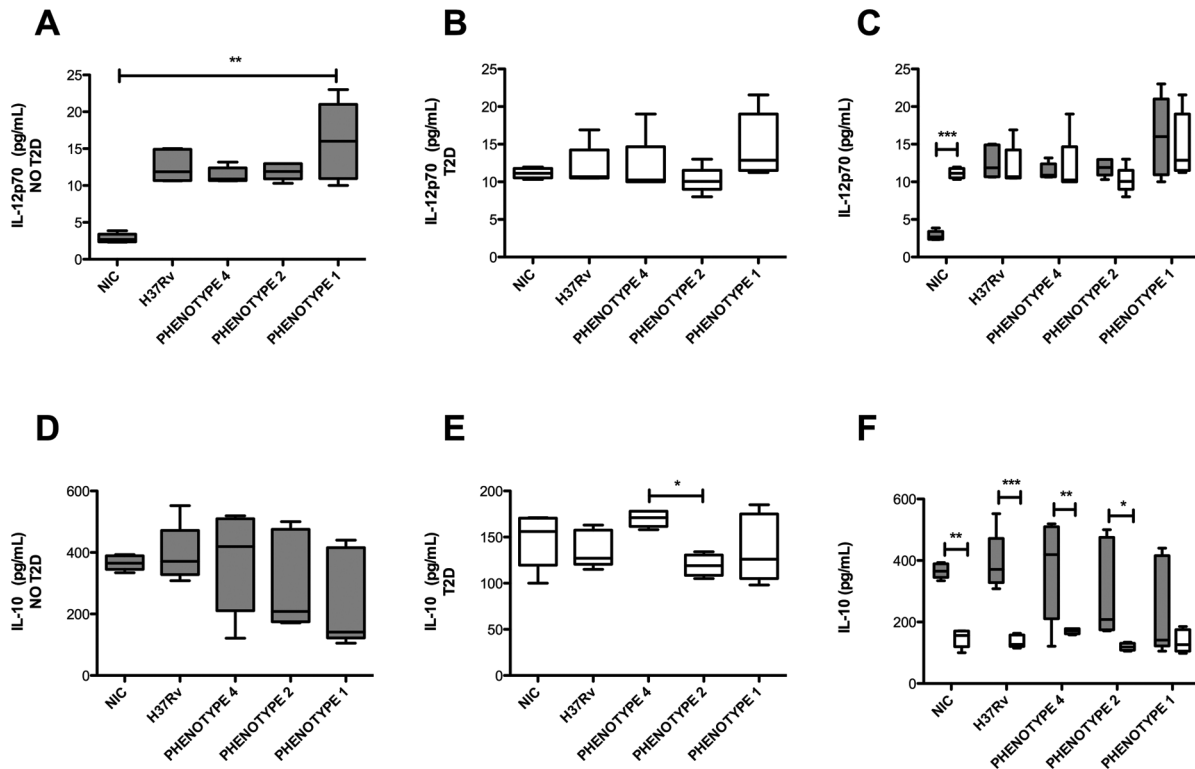 A
IL-12p70 (pg/mL)
NO T2D
25
20
15
10
5
0
**
NIC
H37Rv
PHENOTYPE 4
PHENOTYPE 2
PHENOTYPE 1
B
IL-12p70 (pg/mL)
T2D
25
20
15
10
5
0
NIC
H37Rv
PHENOTYPE 4
PHENOTYPE 2
PHENOTYPE 1
C
IL-12p70 (pg/mL)
25
20
15
10
5
0
***
NIC
H37Rv
PHENOTYPE 4
PHENOTYPE 2
PHENOTYPE 1
D
IL-10 (pg/mL)
NO T2D
600
400
200
0
NIC
H37Rv
PHENOTYPE 4
PHENOTYPE 2
PHENOTYPE 1
E
IL-10 (pg/mL)
T2D
200
150
100
50
0
*
NIC
H37Rv
PHENOTYPE 4
PHENOTYPE 2
PHENOTYPE 1
F
IL-10 (pg/mL)
600
400
200
0
**
***
**
*
NIC
H37Rv
PHENOTYPE 4
PHENOTYPE 2
PHENOTYPE 1